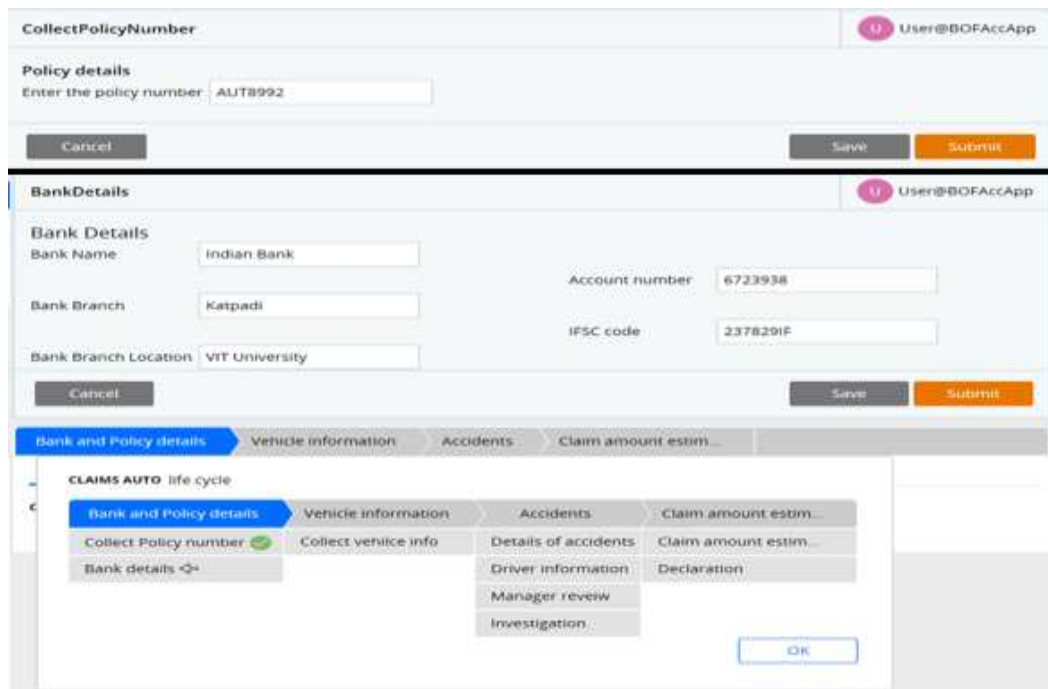 CollectPolicyNumber U User@BOFAccApp
Policy details
Enter the policy number AUT8992
Cancel Save Submit
BankDetails U User@BOFAccApp
Bank Details
Bank Name Indian Bank
Account number 6723938
Bank Branch Katpadi
IFSC code 237829IF
Bank Branch Location VIT University
Cancel Save Submit
Bank and Policy details Vehicle information Accidents Claim amount estim...
CLAIMS AUTO life cycle
Bank and Policy details Vehicle information Accidents Claim amount estim...
Collect Policy number Collect venilce info Details of accidents Claim amount estim...
Bank details Driver information Declaration
Manager reveiw
Investigation
OK